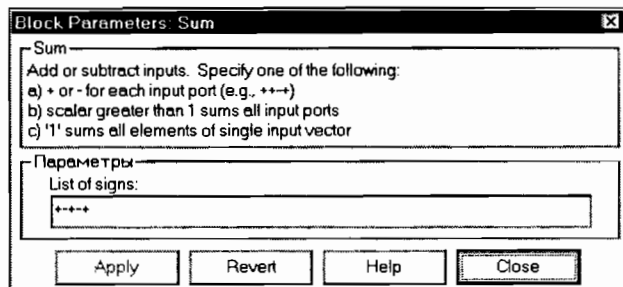 Block Parameters: Sum
Sum
Add or subtract inputs. Specify one of the following:
a) + or - for each input port (e.g., ++-+)
b) scalar greater than 1 sums all input ports
c) '1' sums all elements of single input vector
Параметры
List of signs:
+-+-+
Apply Revert Help Close